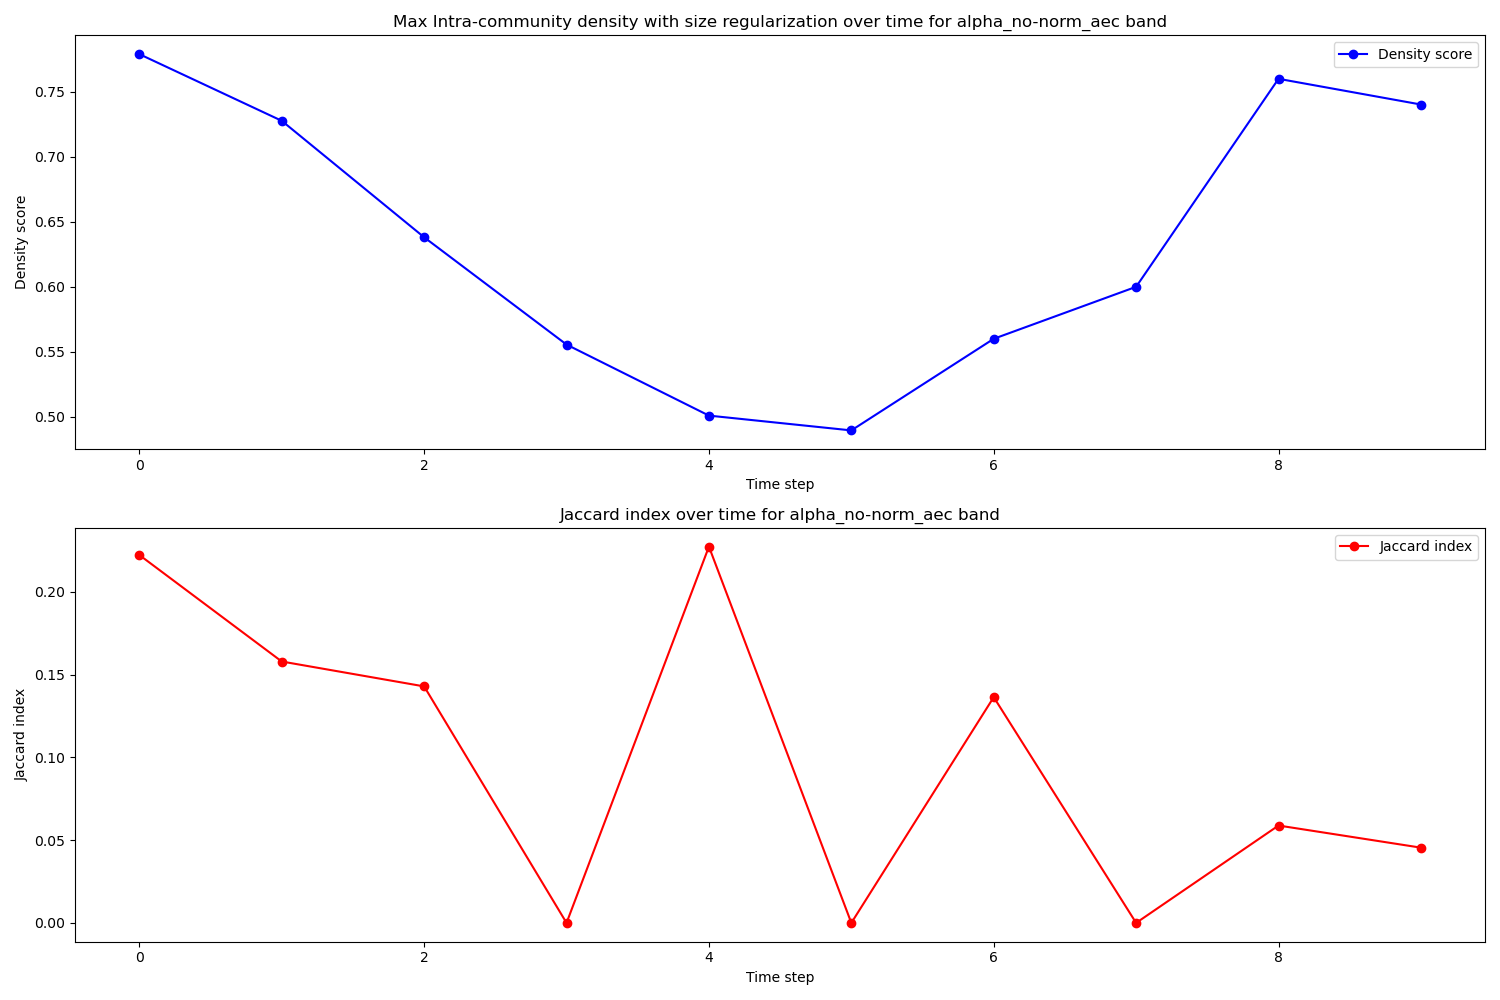 Max Intra-community density with size regularization over time for alpha_no-norm_aec band
Density score
0.75
0.70
0.65
0.60
0.55
0.50
Density score
0 2 4 6 8
Time step
Jaccard index over time for alpha_no-norm_aec band
Jaccard index
0.20
0.15
0.10
0.05
0.00
Jaccard index
0 2 4 6 8
Time step